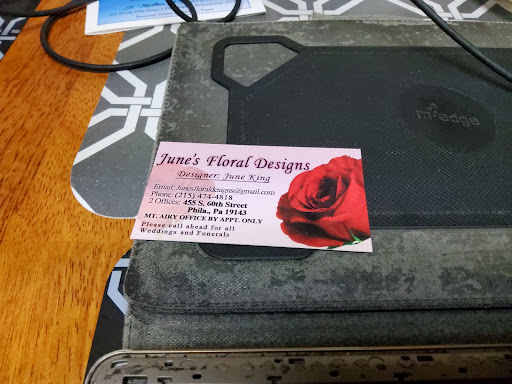 June's Floral Designs
Designer: June King
Email: Junesfloraldesigns@gmail.com
Phone: (215) 474-4818
2 Offices: 455 S, 60th Street
Phila., Pa 19143
MT. AIRY OFFICE BY APPT. ONLY
Please call ahead for all
Weddings and Funerals
m edge